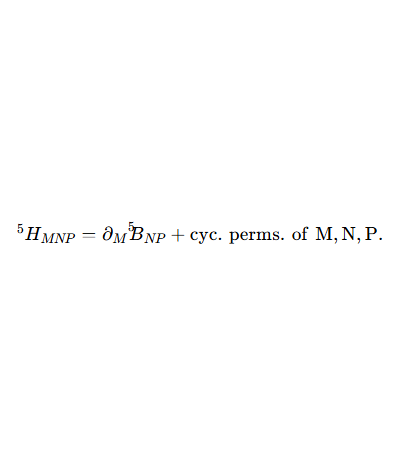 ⁵H_{MNP} = ∂_M ⁵B_{NP} + cyc. perms. of M, N, P.